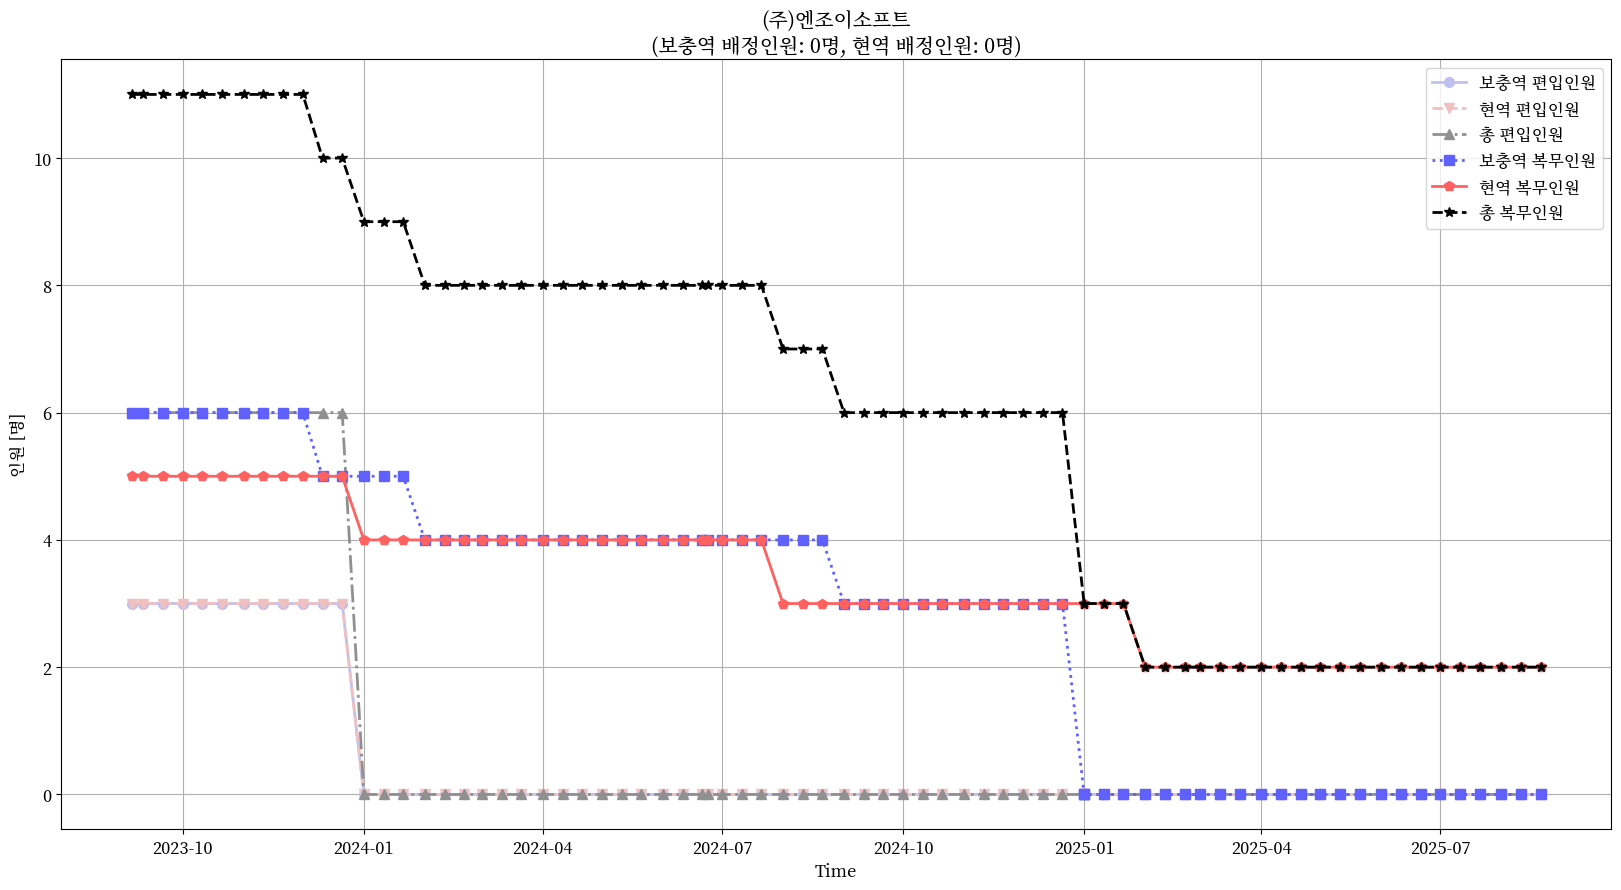 (주)엔조이소프트
(보충역 배정인원: 0명, 현역 배정인원: 0명)
보충역 편입인원
현역 편입인원
총 편입인원
보충역 복무인원
현역 복무인원
총 복무인원
인원 [명]
10
8
6
4
2
0
2023-10
2024-01
2024-04
2024-07
2024-10
2025-01
2025-04
2025-07
Time